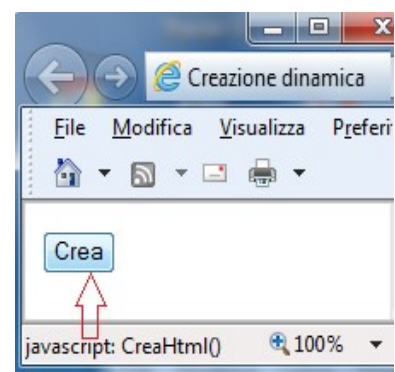 Creazione dinamica
File Modifica Visualizza Preferi
Crea
javascript: CreaHtml() 100%